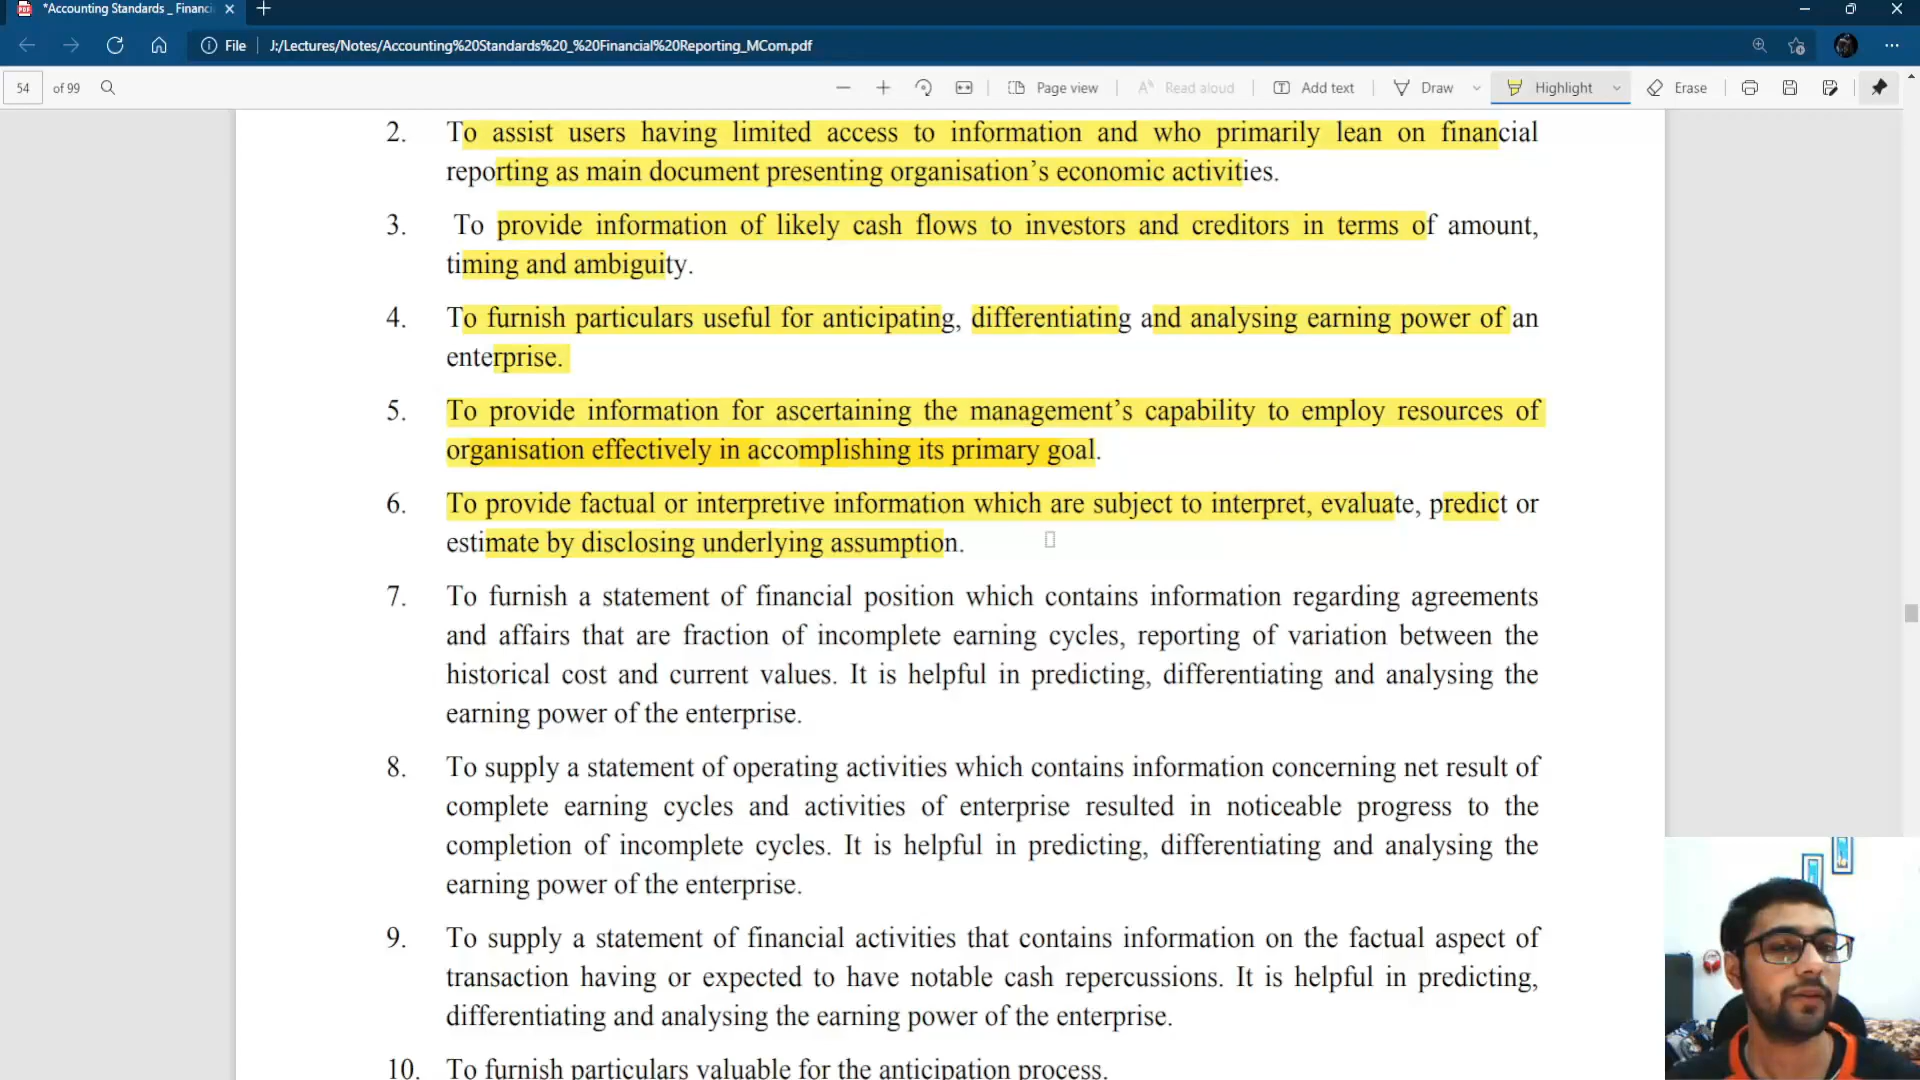 *Accounting Standards _ Financi
File
J:/Lectures/Notes/Accounting%20Standards%20_%20Financial%20Reporting_MCom.pdf
54 of 99
Page view
Read aloud
Add text
Draw
Highlight
Erase
2. To assist users having limited access to information and who primarily lean on financial
reporting as main document presenting organisation’s economic activities.
3. To provide information of likely cash flows to investors and creditors in terms of amount,
timing and ambiguity.
4. To furnish particulars useful for anticipating, differentiating and analysing earning power of an
enterprise.
5. To provide information for ascertaining the management’s capability to employ resources of
organisation effectively in accomplishing its primary goal.
6. To provide factual or interpretive information which are subject to interpret, evaluate, predict or
estimate by disclosing underlying assumption.
7. To furnish a statement of financial position which contains information regarding agreements
and affairs that are fraction of incomplete earning cycles, reporting of variation between the
historical cost and current values. It is helpful in predicting, differentiating and analysing the
earning power of the enterprise.
8. To supply a statement of operating activities which contains information concerning net result of
complete earning cycles and activities of enterprise resulted in noticeable progress to the
completion of incomplete cycles. It is helpful in predicting, differentiating and analysing the
earning power of the enterprise.
9. To supply a statement of financial activities that contains information on the factual aspect of
transaction having or expected to have notable cash repercussions. It is helpful in predicting,
differentiating and analysing the earning power of the enterprise.
10. To furnish particulars valuable for the anticipation process.